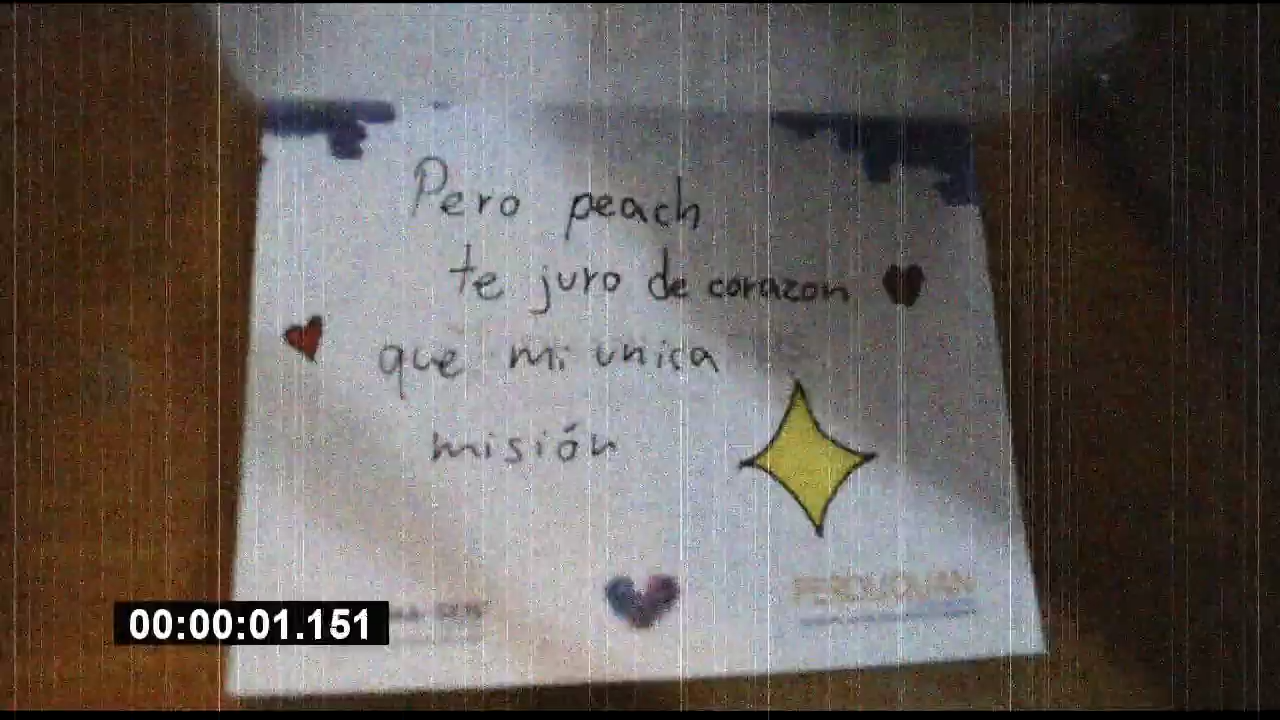 Pero peach
te juro de corazon
que mi unica
misión
00:00:01.151